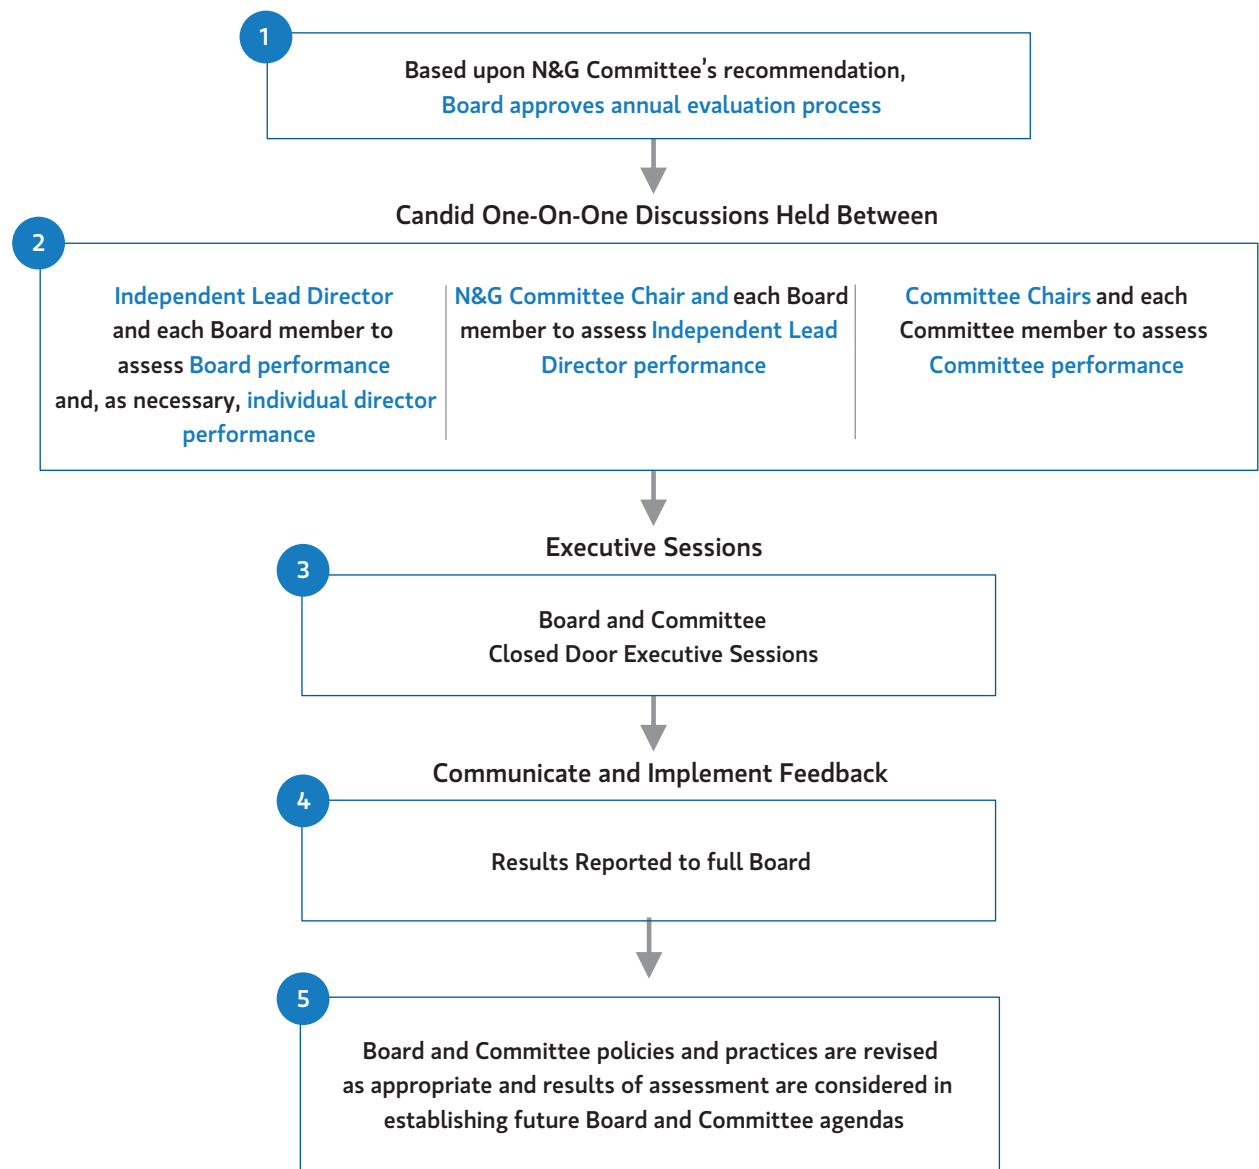 1
Based upon N&G Committee's recommendation,
Board approves annual evaluation process
Candid One-On-One Discussions Held Between
2
Independent Lead Director
and each Board member to
assess Board performance
and, as necessary, individual director
performance
N&G Committee Chair and each Board
member to assess Independent Lead
Director performance
Committee Chairs and each
Committee member to assess
Committee performance
Executive Sessions
3
Board and Committee
Closed Door Executive Sessions
Communicate and Implement Feedback
4
Results Reported to full Board
5
Board and Committee policies and practices are revised
as appropriate and results of assessment are considered in
establishing future Board and Committee agendas